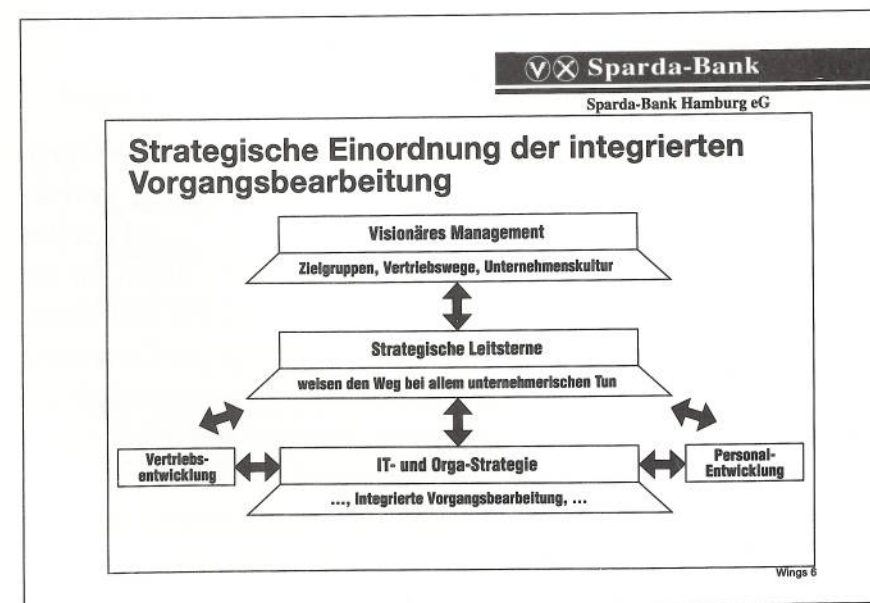 Sparda-Bank
Sparda-Bank Hamburg eG
Strategische Einordnung der integrierten
Vorgangsbearbeitung
Visionäres Management
Zielgruppen, Vertriebswege, Unternehmenskultur
Strategische Leitsterne
weisen den Weg bei allem unternehmerischen Tun
Vertriebs-
entwicklung
IT- und Orga-Strategie
Personal-
Entwicklung
..., Integrierte Vorgangsbearbeitung, ...
Wings 6